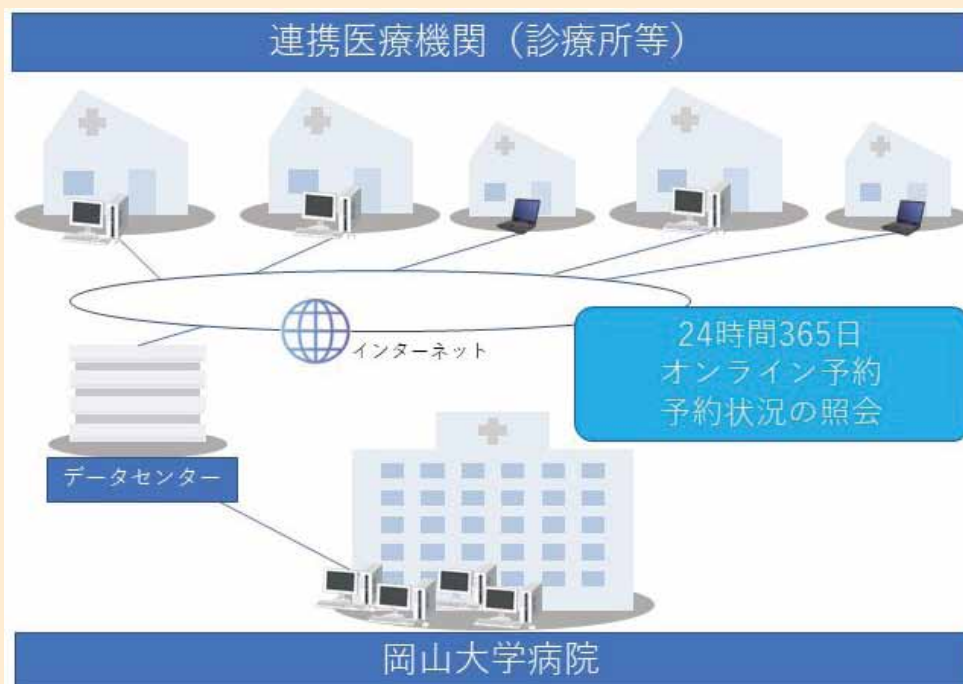 連携医療機関（診療所等）
インターネット
24時間365日
オンライン予約
予約状況の照会
データセンター
岡山大学病院